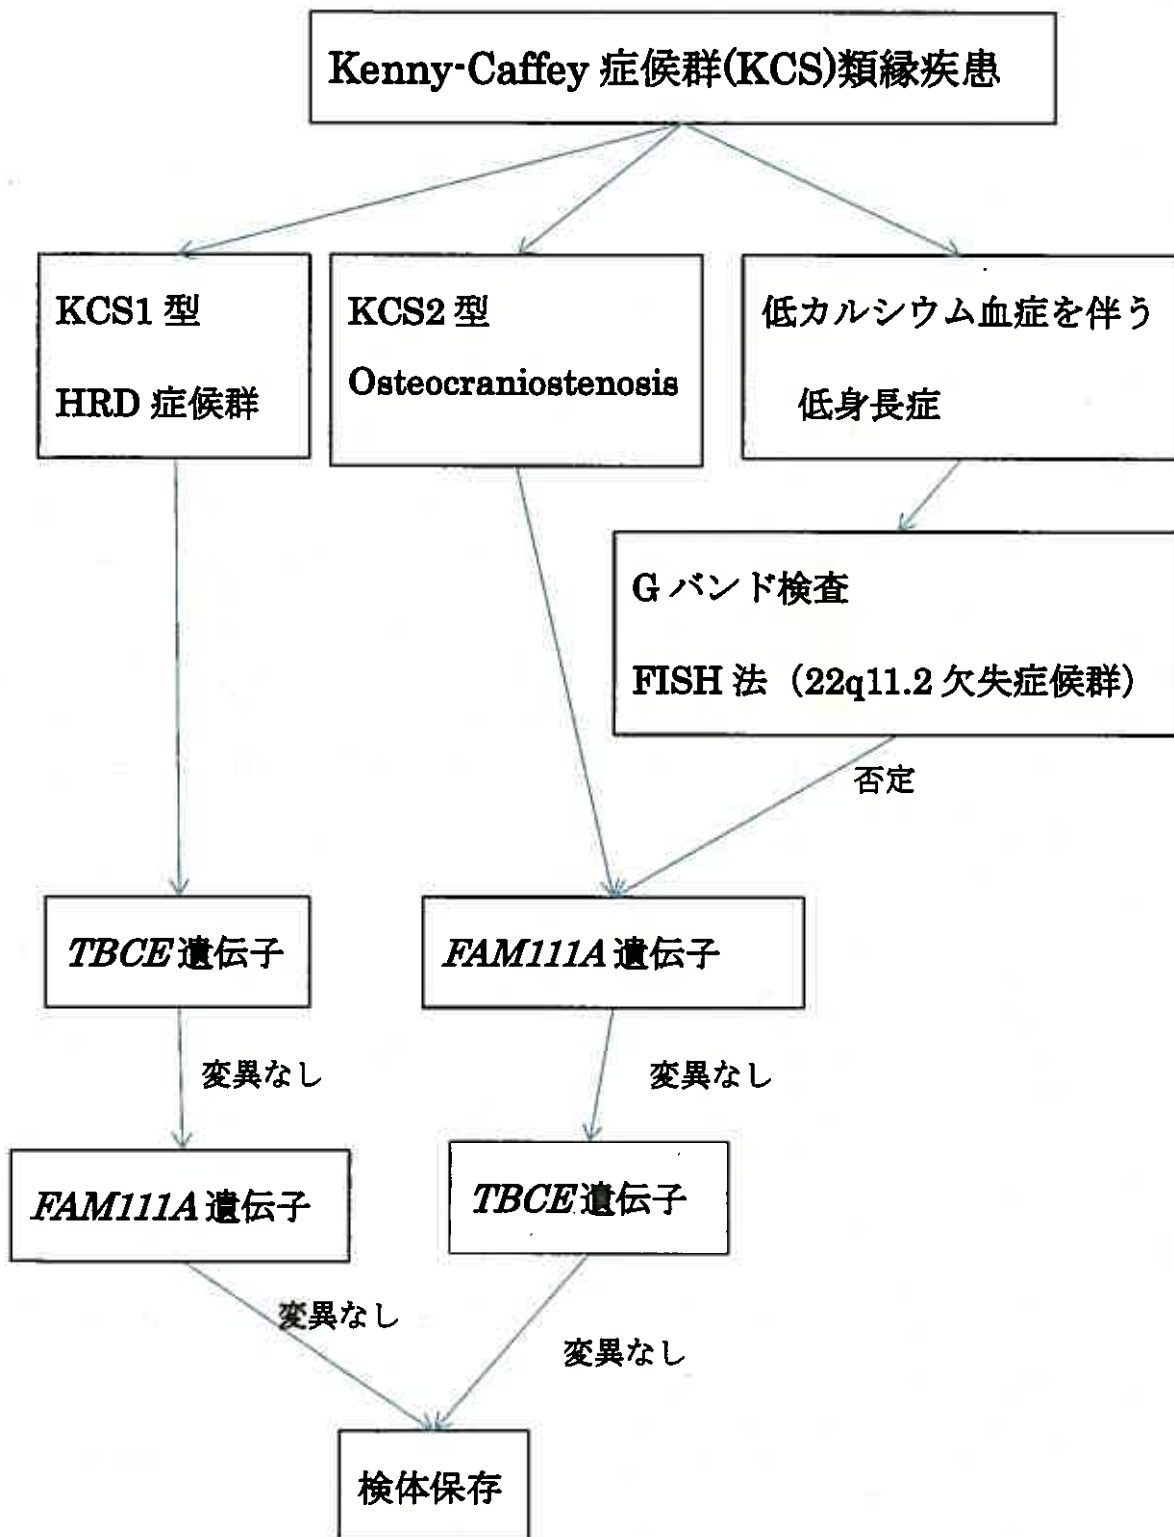 Kenny-Caffey 症候群(KCS)類縁疾患
KCS1 型
HRD 症候群
KCS2 型
Osteocraniostenosis
低カルシウム血症を伴う
低身長症
G バンド検査
FISH 法（22q11.2 欠失症候群）
否定
TBCE 遺伝子
FAM111A 遺伝子
変異なし
変異なし
FAM111A 遺伝子
TBCE 遺伝子
変異なし
変異なし
検体保存